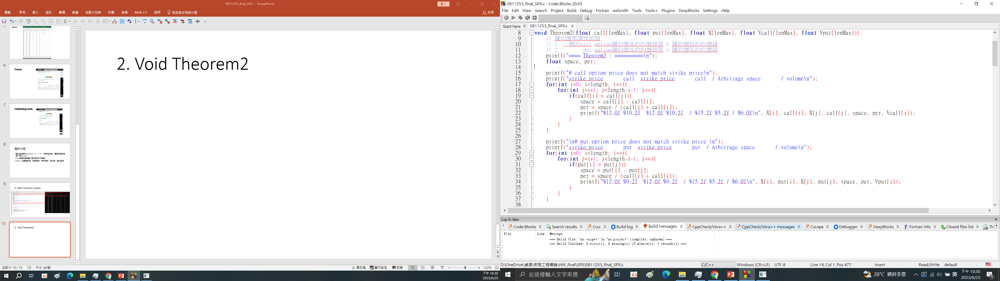 0811253_final_SPX - PowerPoint
登入
檔案 常用 插入 設計 轉場 動畫 投影片放映 校閱 檢視 AMA 2.1 說明 告訴我您想做什麼 共用
6
Future
7
Underlying asset
8
程式介紹
9
1. Main function (input)
10
2. Void Theorem2
2. Void Theorem2
投影片 10 / 10 中文 (台灣) 備忘稿 顯示設定 註解 122%
下午 10:30
2023/6/25
0811253_final_SPX.c - Code::Blocks 20.03
File Edit View Search Project Build Debug Fortran wxSmith Tools Tools+ Plugins DoxyBlocks Settings Help
Start here 0811253_final_SPX.c
8 void Theorem2(float call[lenMax], float put[lenMax], float X[lenMax], float Vcall[lenMax], float Vput[lenMax]){
9 // 履約價單調性原理
10 // 1. 一標的call option履約價高的的價錢需 < 履約價低的的價錢
11 // 2. put option履約價高的的價錢需 > 履約價低的的價錢
12 printf("==== Theorem2 : ==========\n");
13 float space, per;
14
15 printf("# call option price does not match strike price\n");
16 printf("strike price call strike price call / Arbitrage space / volume\n");
17 for(int i=0; i<length; i++){
18 for(int j=i+1; j<length-i-1; j++){
19 if(call[i] < call[j]){
20 space = call[j] - call[i];
21 per = space / (call[j] + call[i]);
22 printf("%12.0f %10.2f %12.0f %10.2f / %15.2f %5.2f / %6.0f\n", X[i], call[i], X[j], call[j], space, per, Vcall[i]);
23 }
24 }
25 }
26
27 printf("\n# put option price does not match strike price \n");
28 printf("strike price put strike price put / Arbitrage space / volume\n");
29 for(int i=0; i<length; i++){
30 for(int j=i+1; j<length-i-1; j++){
31 if(put[i] > put[j]){
32 space = put[i] - put[j];
33 per = space / (call[j] + call[i]);
34 printf("%12.0f %9.2f %12.0f %9.2f / %15.2f %5.2f / %6.0f\n", X[i], put[i], X[j], put[j], space, per, Vput[i]);
35 }
36 }
37 }
38
Logs & others
Code::Blocks Search results Cccc Build log Build messages CppCheck/Vera++ CppCheck/Vera++ messages Cscope Debugger DoxyBlocks Fortran info Closed files list Th
File Line Message
=== Build file: "no target" in "no project" (compiler: unknown) ===
=== Build finished: 0 error(s), 0 warning(s) (0 minute(s), 1 second(s)) ===
D:\OneDrive\桌面\財務工程導論\HW_final\SPX\0811253_final_SPX.c C/C++ Windows (CR+LF) UTF-8 Line 14, Col 1, Pos 477 Insert Read/Write default
在這裡輸入文字來搜 28°C 晴時多雲 英 下午 10:30
2023/6/25 3